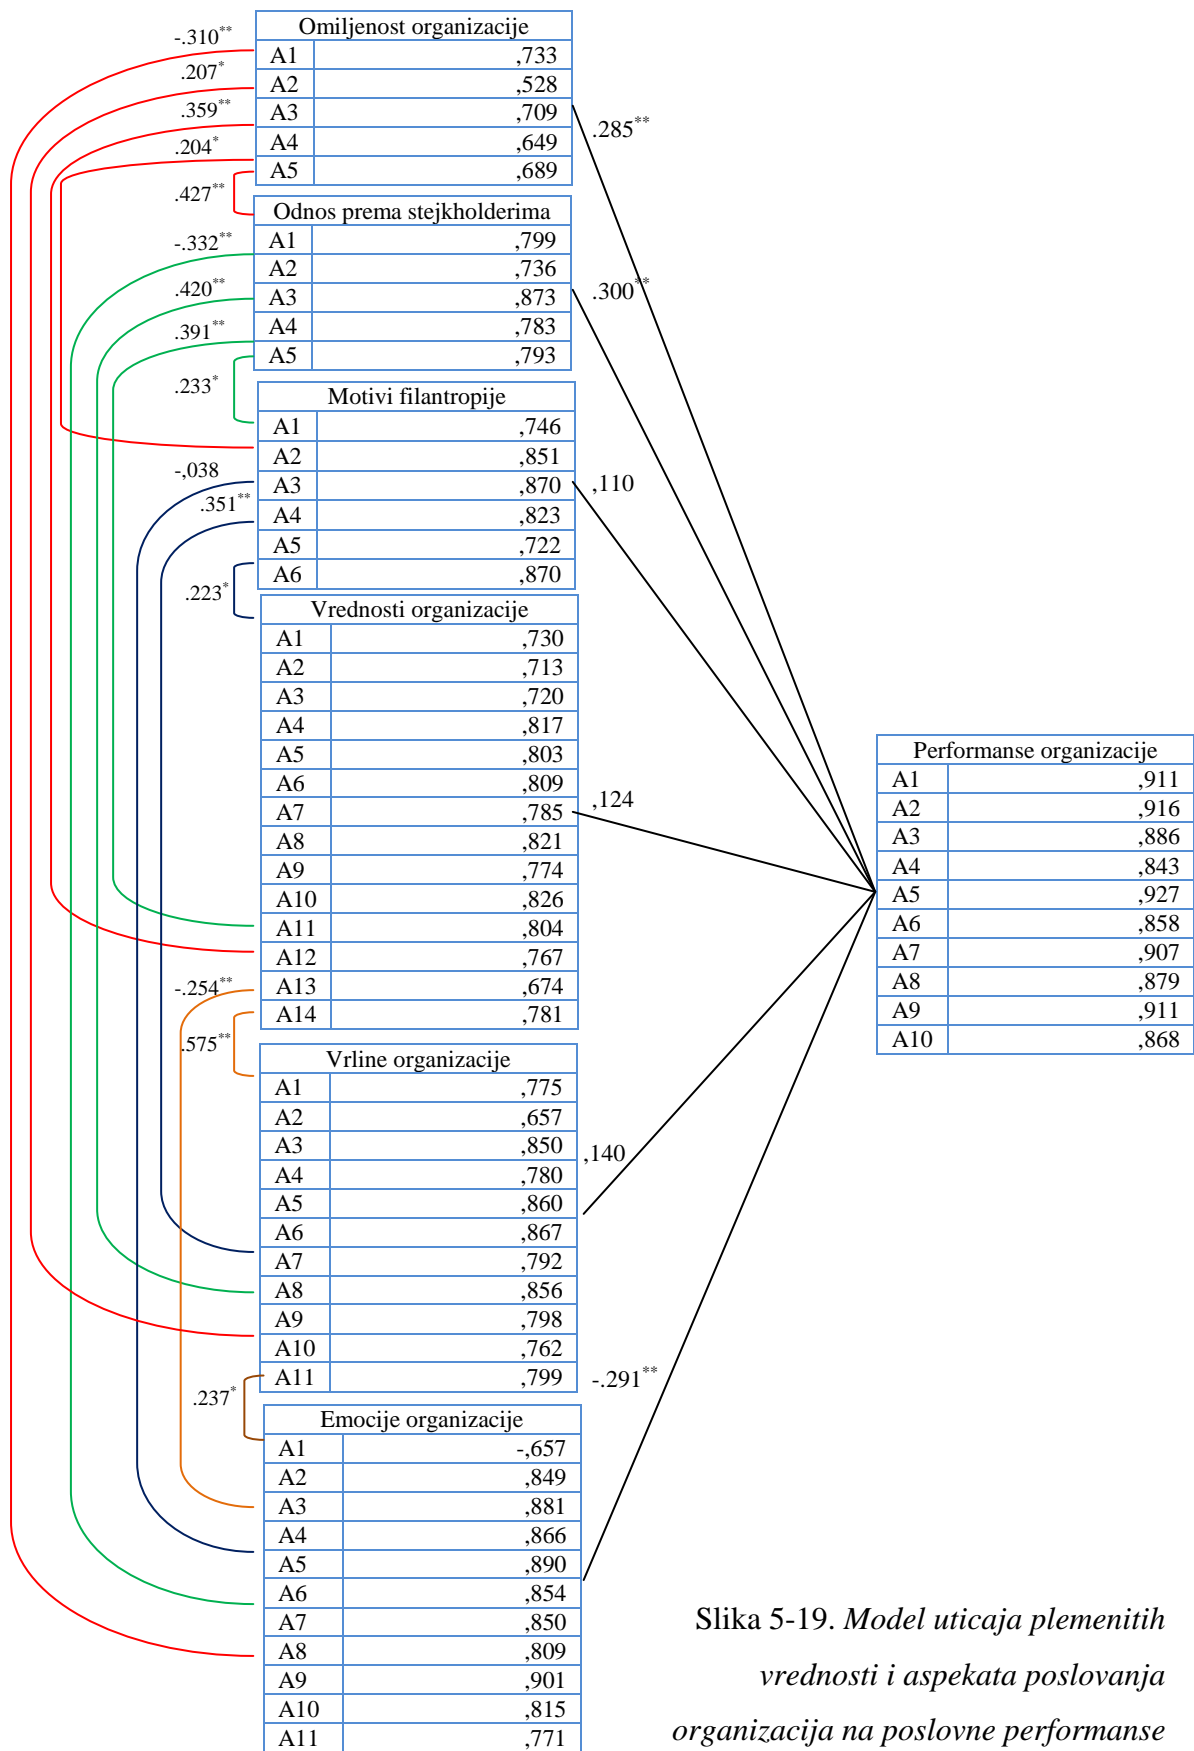 Omiljenost organizacije
-.310**
A1 ,733
.207*
A2 ,528
.359**
A3 ,709
.285**
.204*
A4 ,649
A5 ,689
.427**
Odnos prema stejkholderima
-.332**
A1 ,799
A2 ,736
.420**
A3 ,873
.300**
.391**
A4 ,783
A5 ,793
.233*
Motivi filantropije
A1 ,746
A2 ,851
-,038
A3 ,870
,110
.351**
A4 ,823
A5 ,722
A6 ,870
.223*
Vrednosti organizacije
A1 ,730
A2 ,713
A3 ,720
A4 ,817
A5 ,803
A6 ,809
A7 ,785
,124
A8 ,821
A9 ,774
A10 ,826
A11 ,804
A12 ,767
A13 ,674
-.254**
A14 ,781
.575**
Performanse organizacije
A1 ,911
A2 ,916
A3 ,886
A4 ,843
A5 ,927
A6 ,858
A7 ,907
A8 ,879
A9 ,911
A10 ,868
Vrline organizacije
A1 ,775
A2 ,657
A3 ,850
,140
A4 ,780
A5 ,860
A6 ,867
A7 ,792
A8 ,856
A9 ,798
A10 ,762
A11 ,799
-.291**
.237*
Emocije organizacije
A1 -,657
A2 ,849
A3 ,881
A4 ,866
A5 ,890
A6 ,854
A7 ,850
A8 ,809
A9 ,901
A10 ,815
A11 ,771
Slika 5-19. Model uticaja plemenitih
vrednosti i aspekata poslovanja
organizacija na poslovne performanse